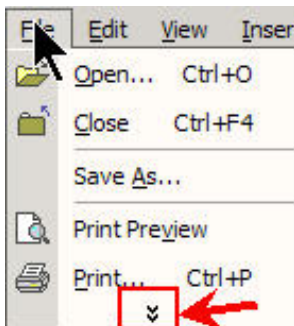 File Edit View Inser
Open... Ctrl+O
Close Ctrl+F4
Save As...
Print Preview
Print... Ctrl+P